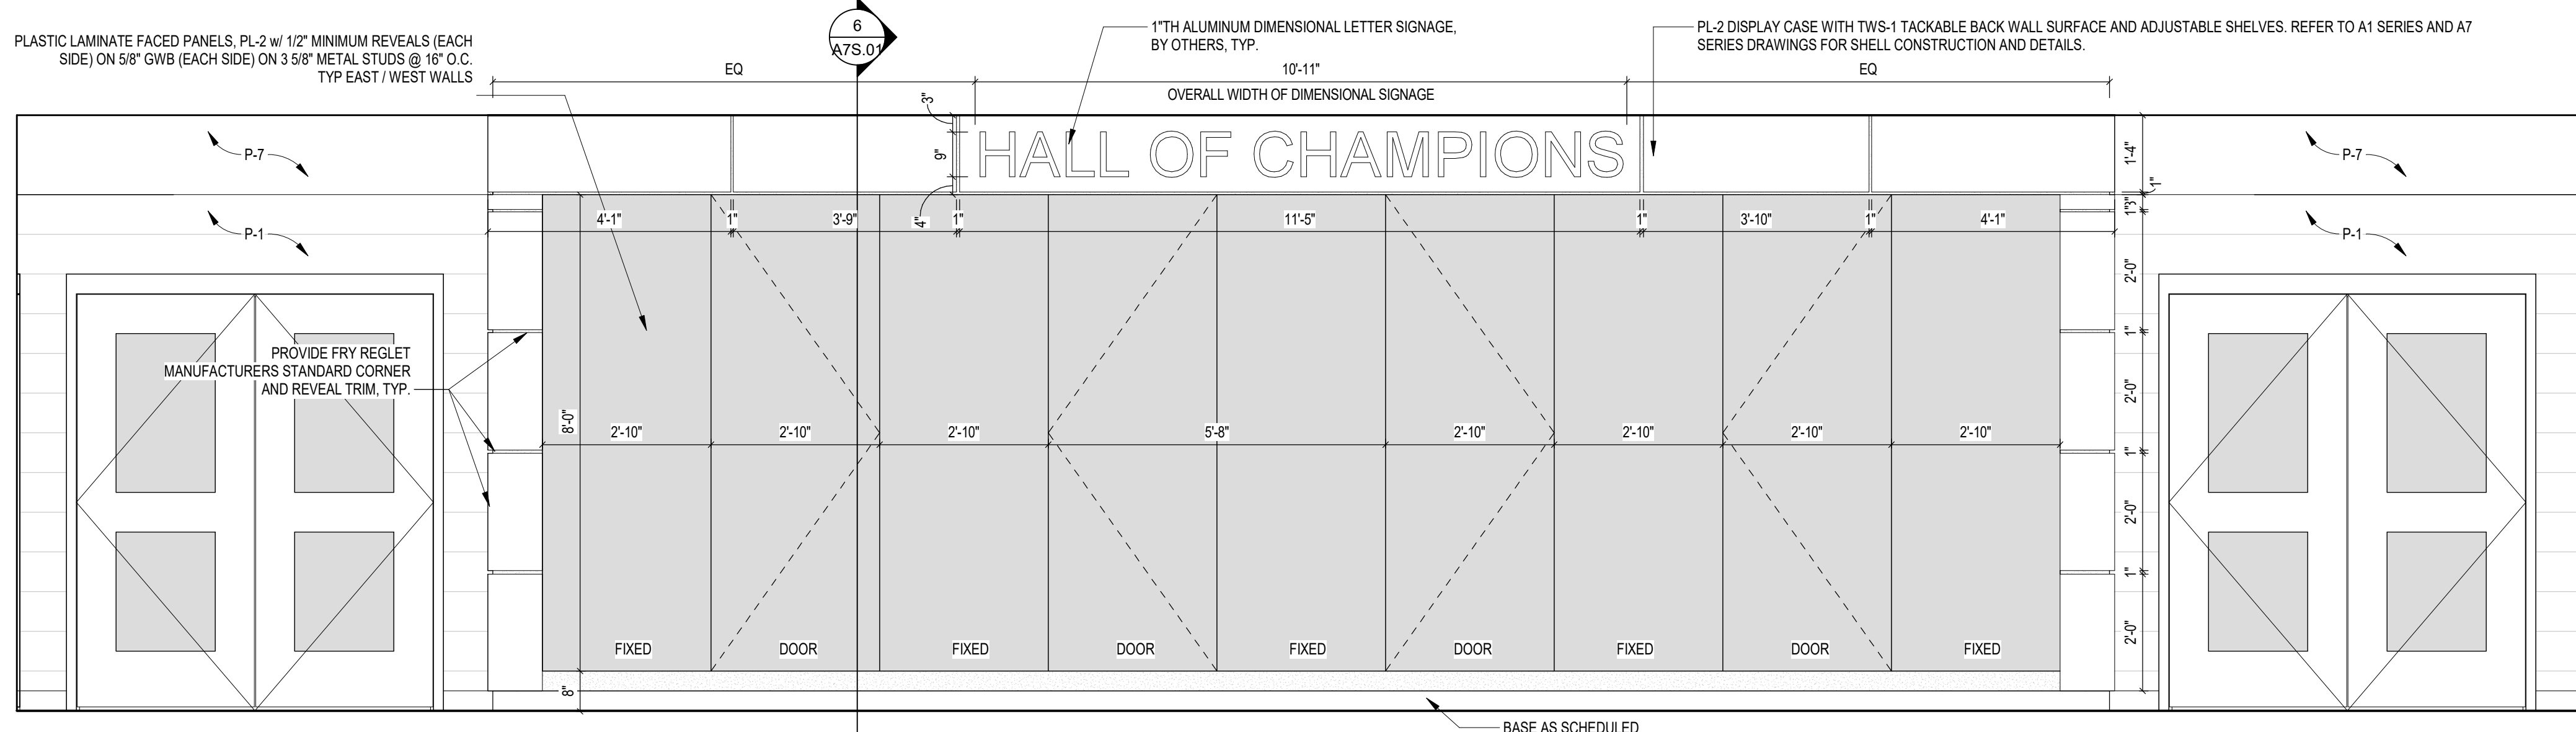 6
A7S.01
PLASTIC LAMINATE FACED PANELS, PL-2 w/ 1/2" MINIMUM REVEALS (EACH
SIDE) ON 5/8" GWB (EACH SIDE) ON 3 5/8" METAL STUDS @ 16" O.C.
TYP EAST / WEST WALLS
1"TH ALUMINUM DIMENSIONAL LETTER SIGNAGE,
BY OTHERS, TYP.
PL-2 DISPLAY CASE WITH TWS-1 TACKABLE BACK WALL SURFACE AND ADJUSTABLE SHELVES. REFER TO A1 SERIES AND A7
SERIES DRAWINGS FOR SHELL CONSTRUCTION AND DETAILS.
EQ
10'-11"
EQ
OVERALL WIDTH OF DIMENSIONAL SIGNAGE
3"
9"
4"
HALL OF CHAMPIONS
P-7
P-7
1'-4"
1"
3"
1"
P-1
P-1
4'-1"
1"
3'-9"
1"
11'-5"
1"
3'-10"
1"
4'-1"
2'-0"
1"
2'-0"
1"
2'-0"
1"
2'-0"
PROVIDE FRY REGLET
MANUFACTURERS STANDARD CORNER
AND REVEAL TRIM, TYP.
8'-0"
2'-10"
2'-10"
2'-10"
5'-8"
2'-10"
2'-10"
2'-10"
2'-10"
FIXED
DOOR
FIXED
DOOR
FIXED
DOOR
FIXED
DOOR
FIXED
8"
BASE AS SCHEDULED